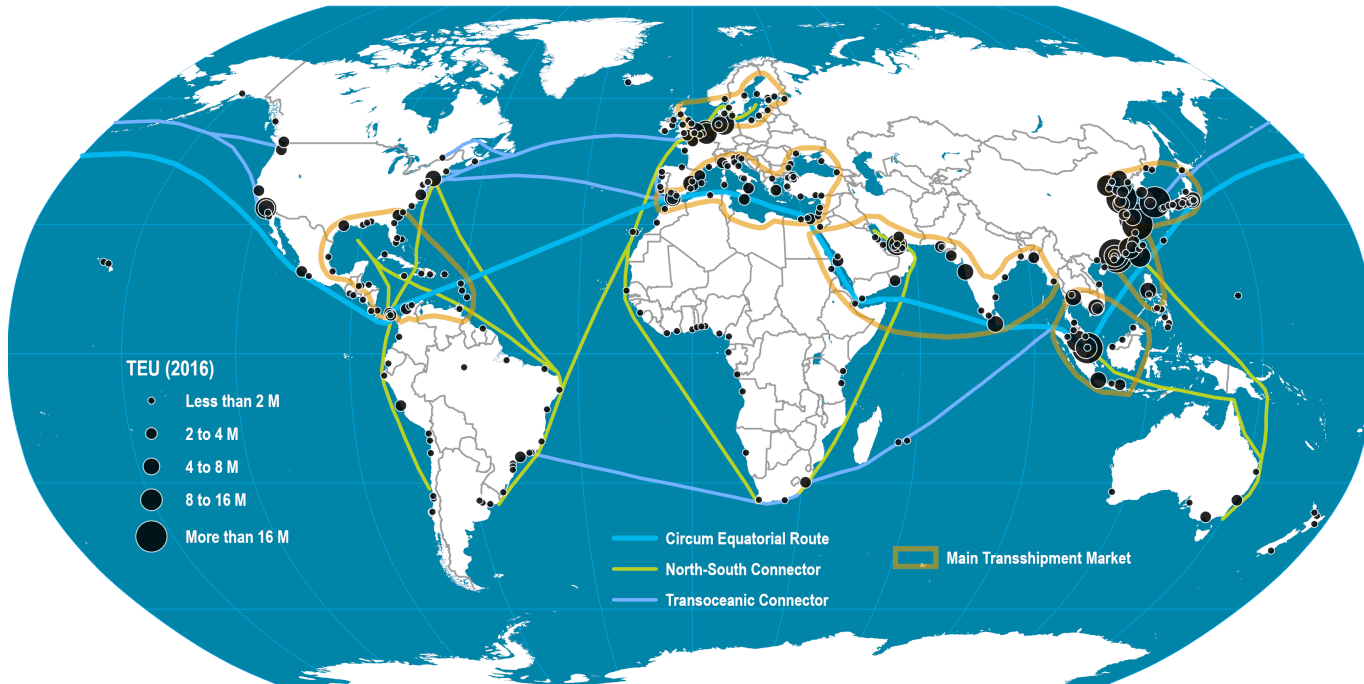 TEU (2016)
Less than 2 M
2 to 4 M
4 to 8 M
8 to 16 M
More than 16 M
Circum Equatorial Route
North-South Connector
Transoceanic Connector
Main Transshipment Market